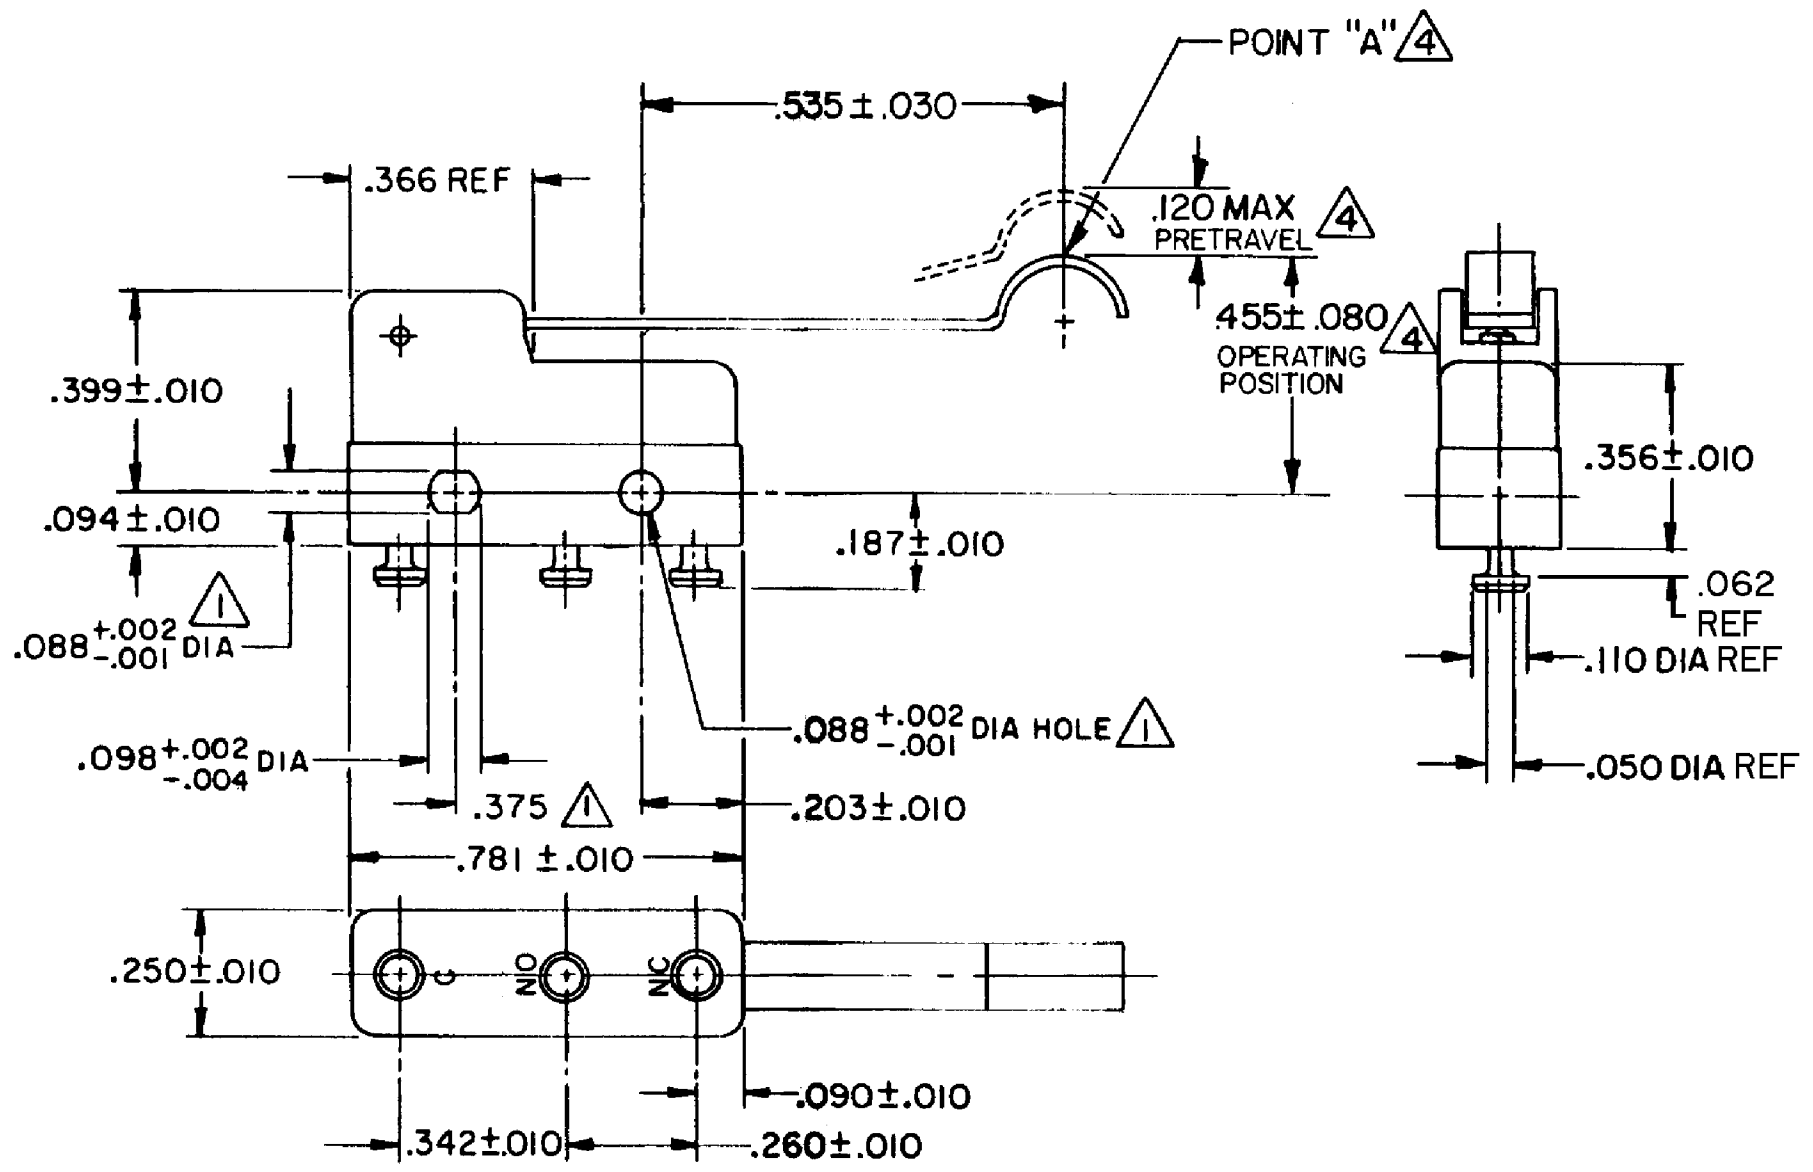 POINT "A" 4
.535±.030
.366 REF
.120 MAX 4
PRETRAVEL
.455±.080 4
OPERATING
POSITION
.399±.010
.356±.010
.094±.010
.187±.010
1
.062
REF
.088 +.002 -.001 DIA
.110 DIA REF
.088 +.002 -.001 DIA HOLE 1
.098 +.002 -.004 DIA
.050 DIA REF
.375 1
.203±.010
.781±.010
.250±.010
C
NO
NC
.090±.010
.342±.010
.260±.010